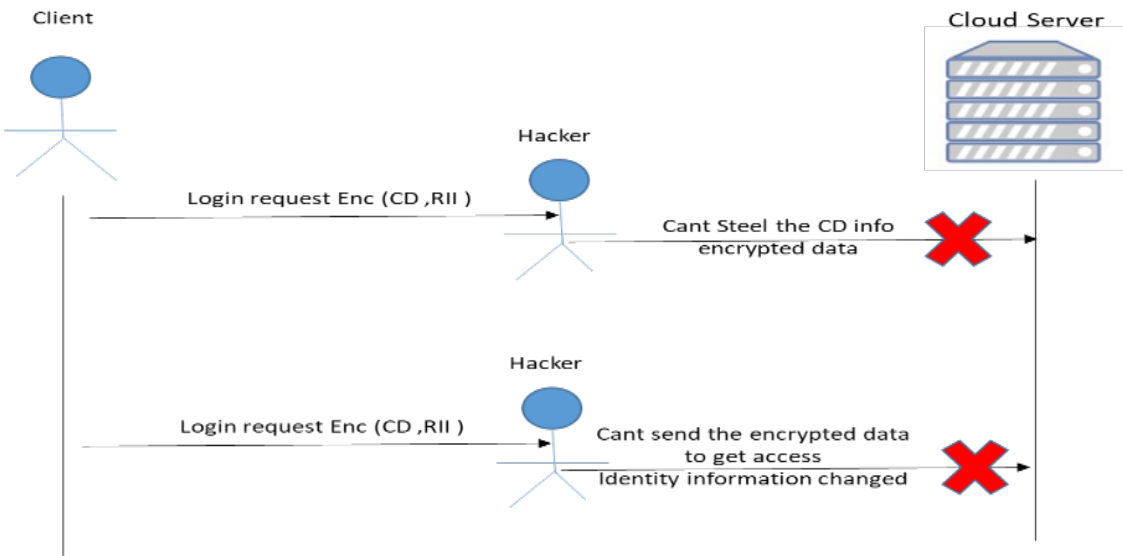 Client
Cloud Server
Hacker
Login request Enc (CD ,RII )
Cant Steel the CD info
encrypted data
Hacker
Login request Enc (CD ,RII )
Cant send the encrypted data
to get access
Identity information changed